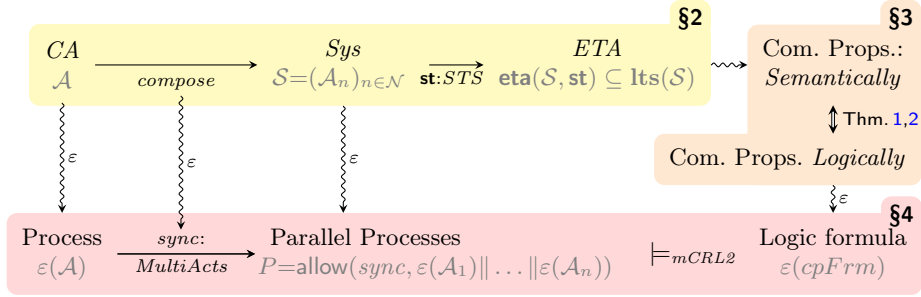 §2
§3
CA Sys ETA Com. Props.:
𝒜 compose 𝒮=(𝒜ₙ)ₙ∈𝒩 st:STS eta(𝒮, st) ⊆ lts(𝒮) Semantically
Thm. 1,2
ε ε ε
Com. Props. Logically
ε
§4
Process sync: Parallel Processes Logic formula
ε(𝒜) MultiActs P=allow(sync, ε(𝒜₁)‖…‖ε(𝒜ₙ)) ⊨mCRL2 ε(cpFrm)